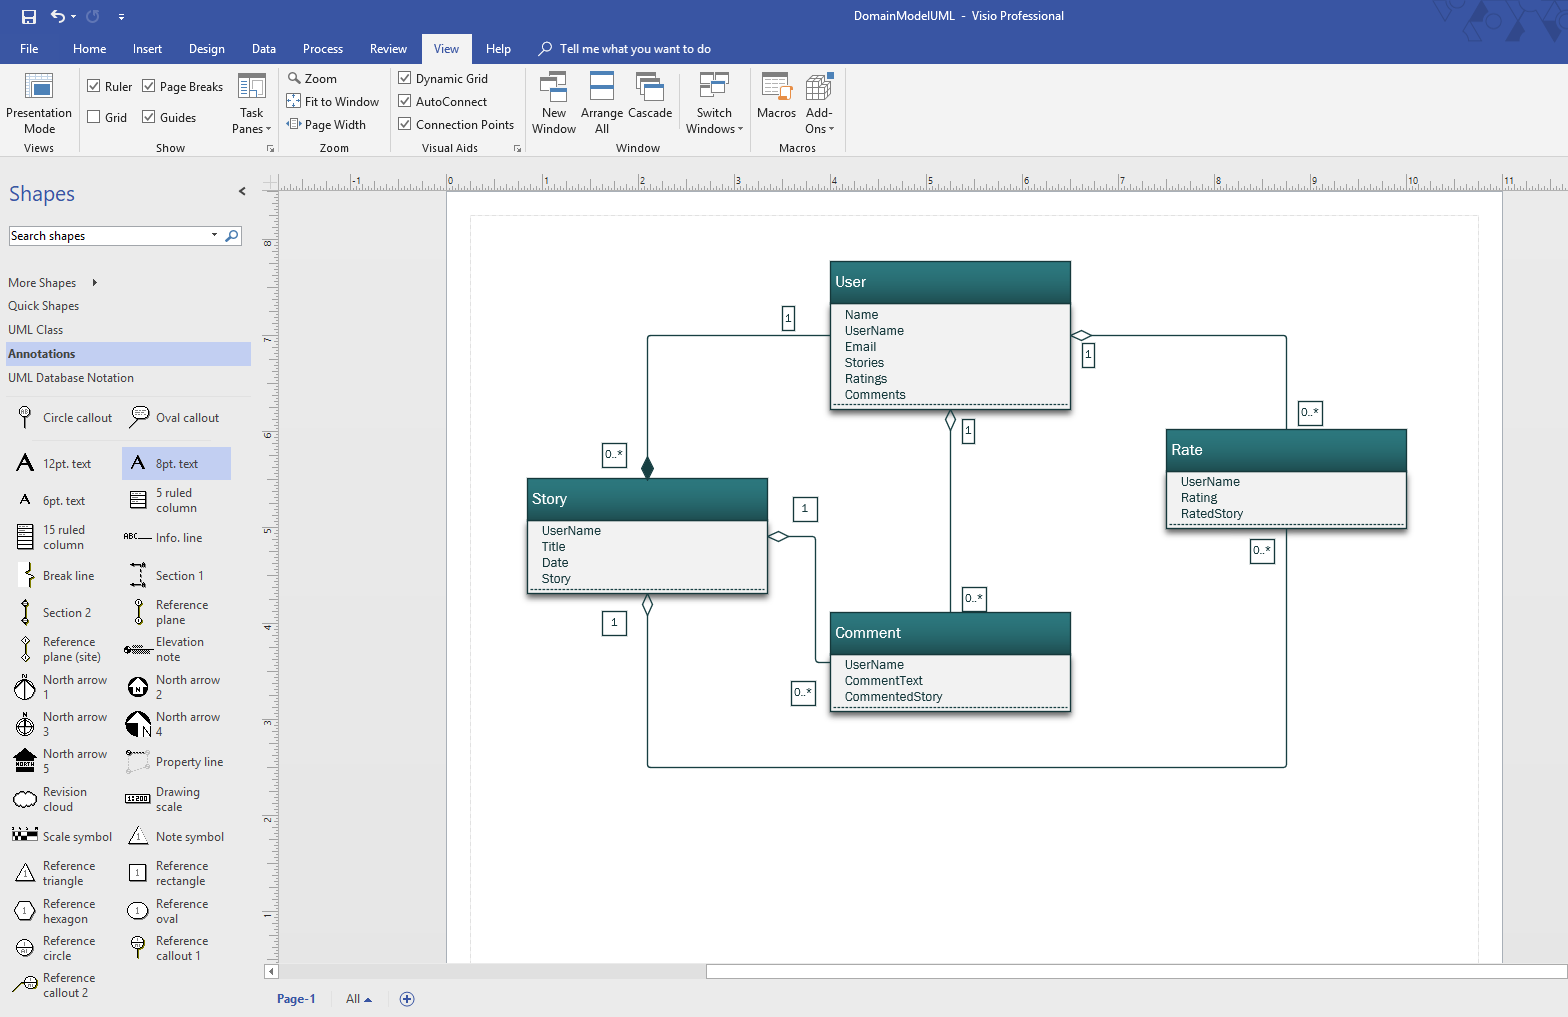 DomainModelUML - Visio Professional
File Home Insert Design Data Process Review View Help Tell me what you want to do
Presentation Mode
Views
Ruler Page Breaks
Grid Guides
Task Panes
Show
Zoom
Fit to Window
Page Width
Zoom
Dynamic Grid
AutoConnect
Connection Points
Visual Aids
New Window
Arrange All
Cascade
Switch Windows
Window
Macros
Add-Ons
Macros
Shapes
Search shapes
More Shapes
Quick Shapes
UML Class
Annotations
UML Database Notation
Circle callout Oval callout
12pt. text 8pt. text
6pt. text 5 ruled column
15 ruled column Info. line
Break line Section 1
Section 2 Reference plane
Reference plane (site) Elevation note
North arrow 1 North arrow 2
North arrow 3 North arrow 4
North arrow 5 Property line
Revision cloud Drawing scale
Scale symbol Note symbol
Reference triangle Reference rectangle
Reference hexagon Reference oval
Reference circle Reference callout 1
Reference callout 2
-1 0 1 2 3 4 5 6 7 8 9 10 11
8
7
6
5
4
3
2
1
User
Name
UserName
Email
Stories
Ratings
Comments
1
1
1
0..*
0..*
Story
UserName
Title
Date
Story
1
1
Rate
UserName
Rating
RatedStory
0..*
0..*
Comment
UserName
CommentText
CommentedStory
0..*
Page-1 All